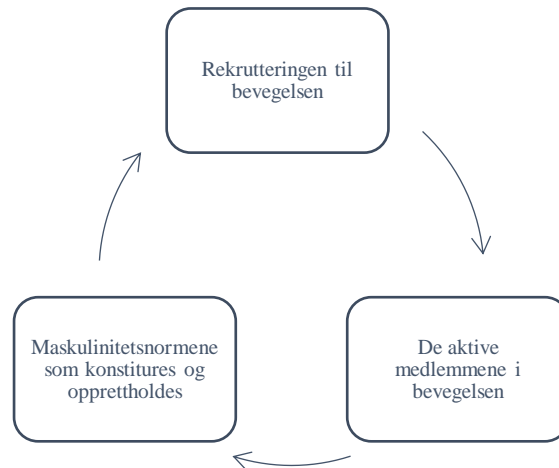 Rekrutteringen til
bevegelsen
Maskulinitetsnormene
som konstitures og
opprettholdes
De aktive
medlemmene i
bevegelsen